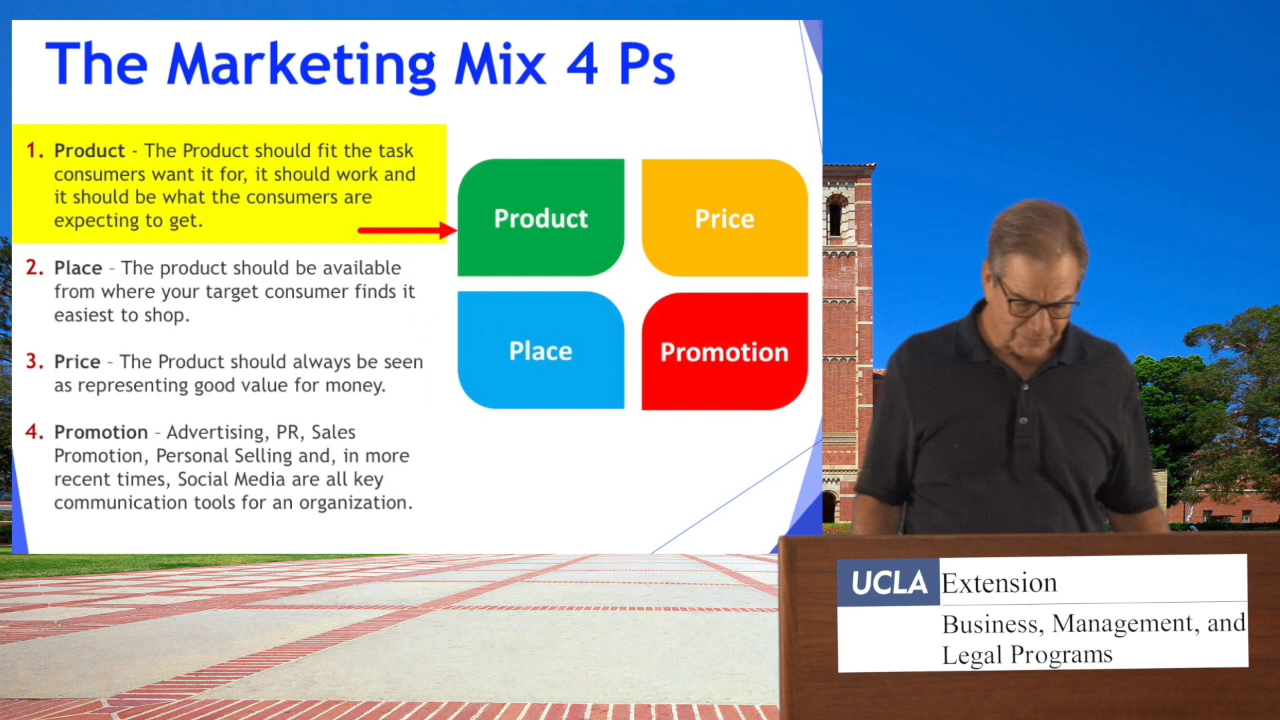 The Marketing Mix 4 Ps
1. Product - The Product should fit the task
consumers want it for, it should work and
it should be what the consumers are
expecting to get.
2. Place – The product should be available
from where your target consumer finds it
easiest to shop.
3. Price – The Product should always be seen
as representing good value for money.
4. Promotion – Advertising, PR, Sales
Promotion, Personal Selling and, in more
recent times, Social Media are all key
communication tools for an organization.
Product
Price
Place
Promotion
UCLA Extension
Business, Management, and
Legal Programs